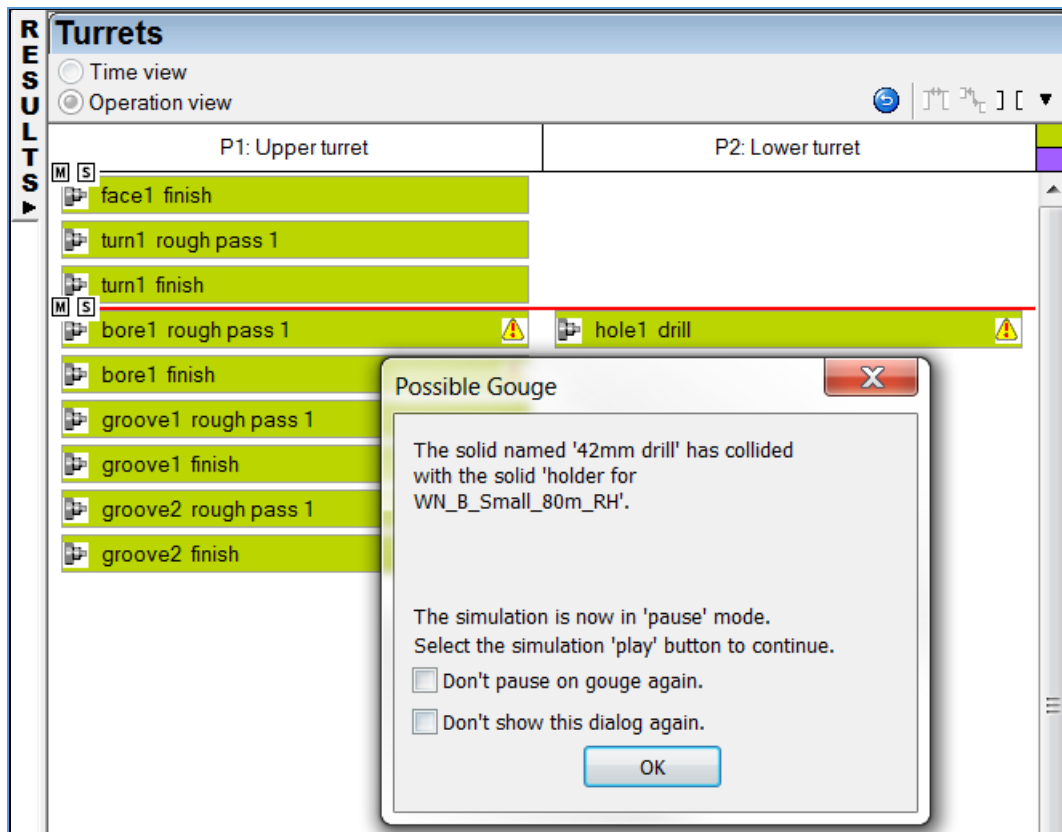 RESULTS
Turrets
Time view
Operation view
P1: Upper turret
P2: Lower turret
M S
face1 finish
turn1 rough pass 1
turn1 finish
M S
bore1 rough pass 1
hole1 drill
bore1 finish
groove1 rough pass 1
groove1 finish
groove2 rough pass 1
groove2 finish
Possible Gouge
The solid named '42mm drill' has collided
with the solid 'holder for
WN_B_Small_80m_RH'.
The simulation is now in 'pause' mode.
Select the simulation 'play' button to continue.
Don't pause on gouge again.
Don't show this dialog again.
OK